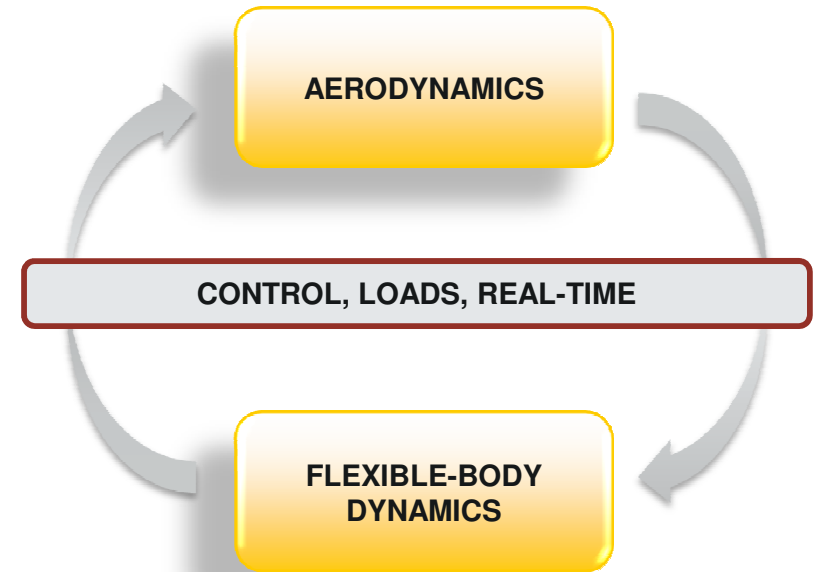 AERODYNAMICS
CONTROL, LOADS, REAL-TIME
FLEXIBLE-BODY
DYNAMICS